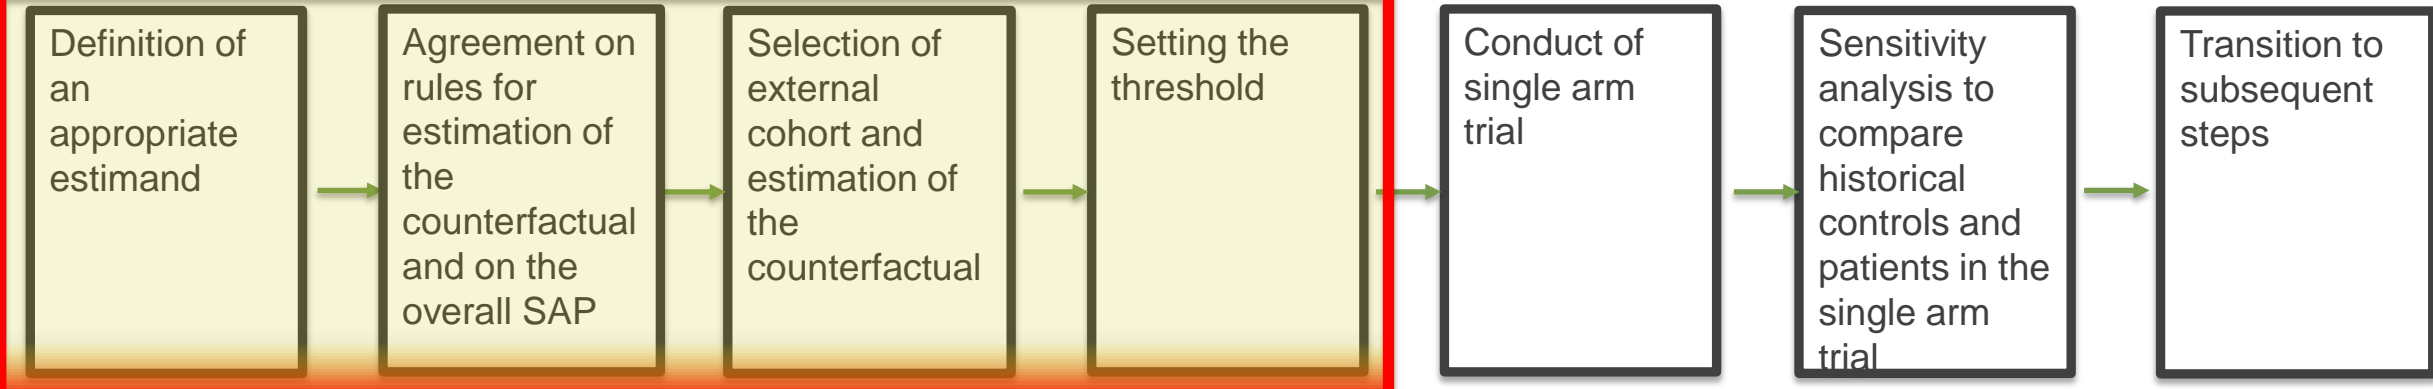 Definition of
an
appropriate
estimand
Agreement on
rules for
estimation of
the
counterfactual
and on the
overall SAP
Selection of
external
cohort and
estimation of
the
counterfactual
Setting the
threshold
Conduct of
single arm
trial
Sensitivity
analysis to
compare
historical
controls and
patients in the
single arm
trial
Transition to
subsequent
steps